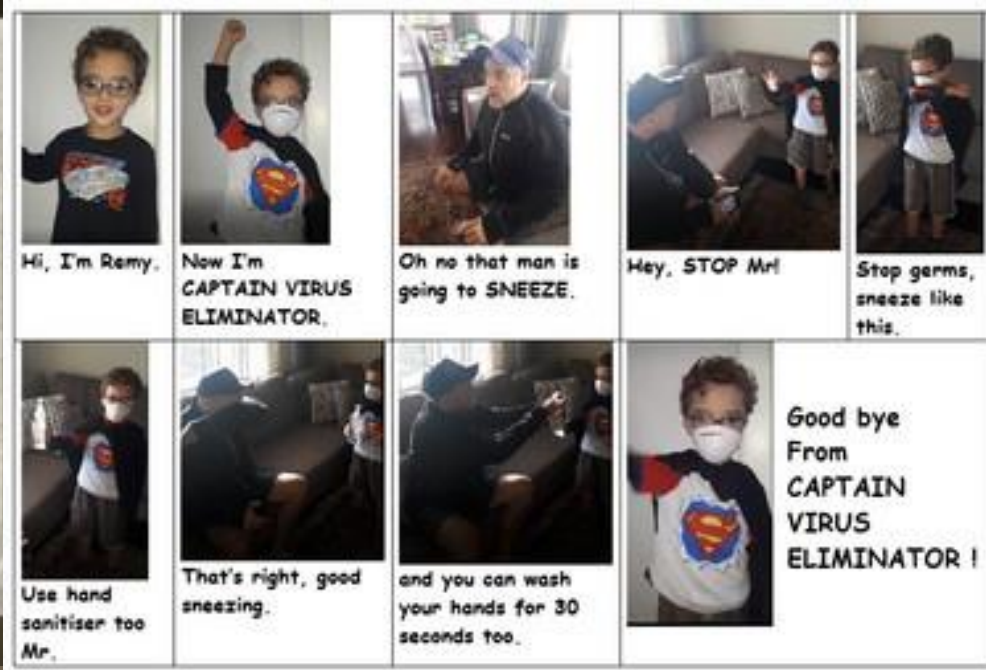 Hi, I'm Remy.
Now I'm
CAPTAIN VIRUS
ELIMINATOR.
Oh no that man is
going to SNEEZE.
Hey, STOP Mr!
Stop germs,
sneeze like
this.
Use hand
sanitiser too
Mr.
That's right, good
sneezing.
and you can wash
your hands for 30
seconds too.
Good bye
From
CAPTAIN
VIRUS
ELIMINATOR !